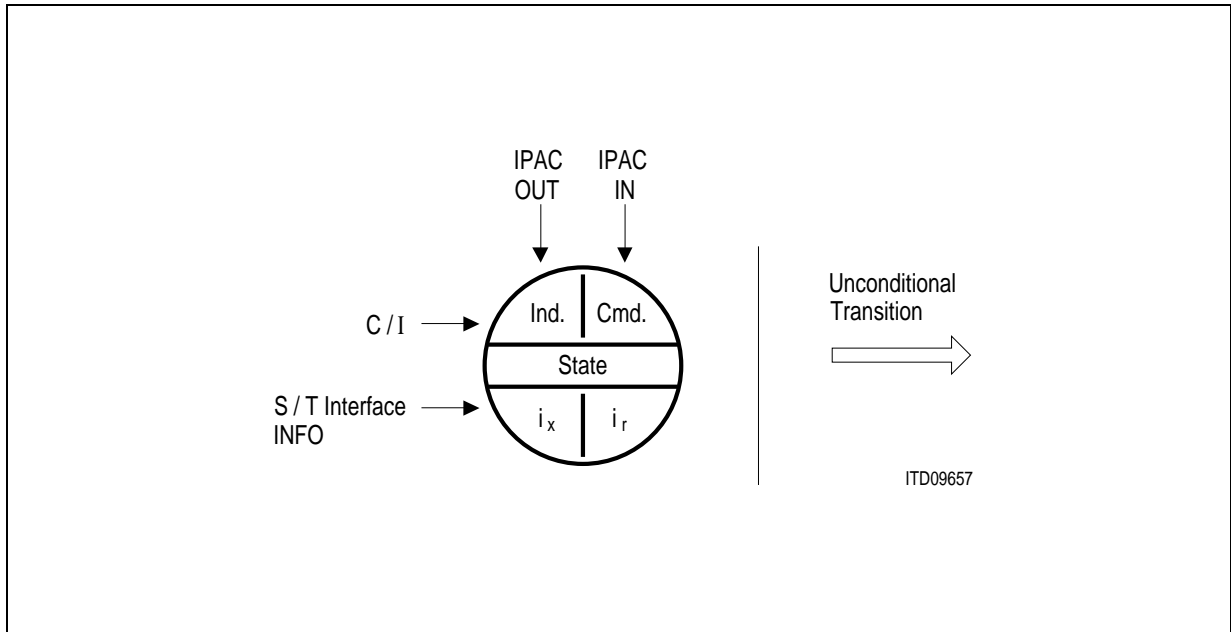 IPAC
OUT
IPAC
IN
C / I
Ind.
Cmd.
State
S / T Interface
INFO
i x
i r
Unconditional
Transition
ITD09657